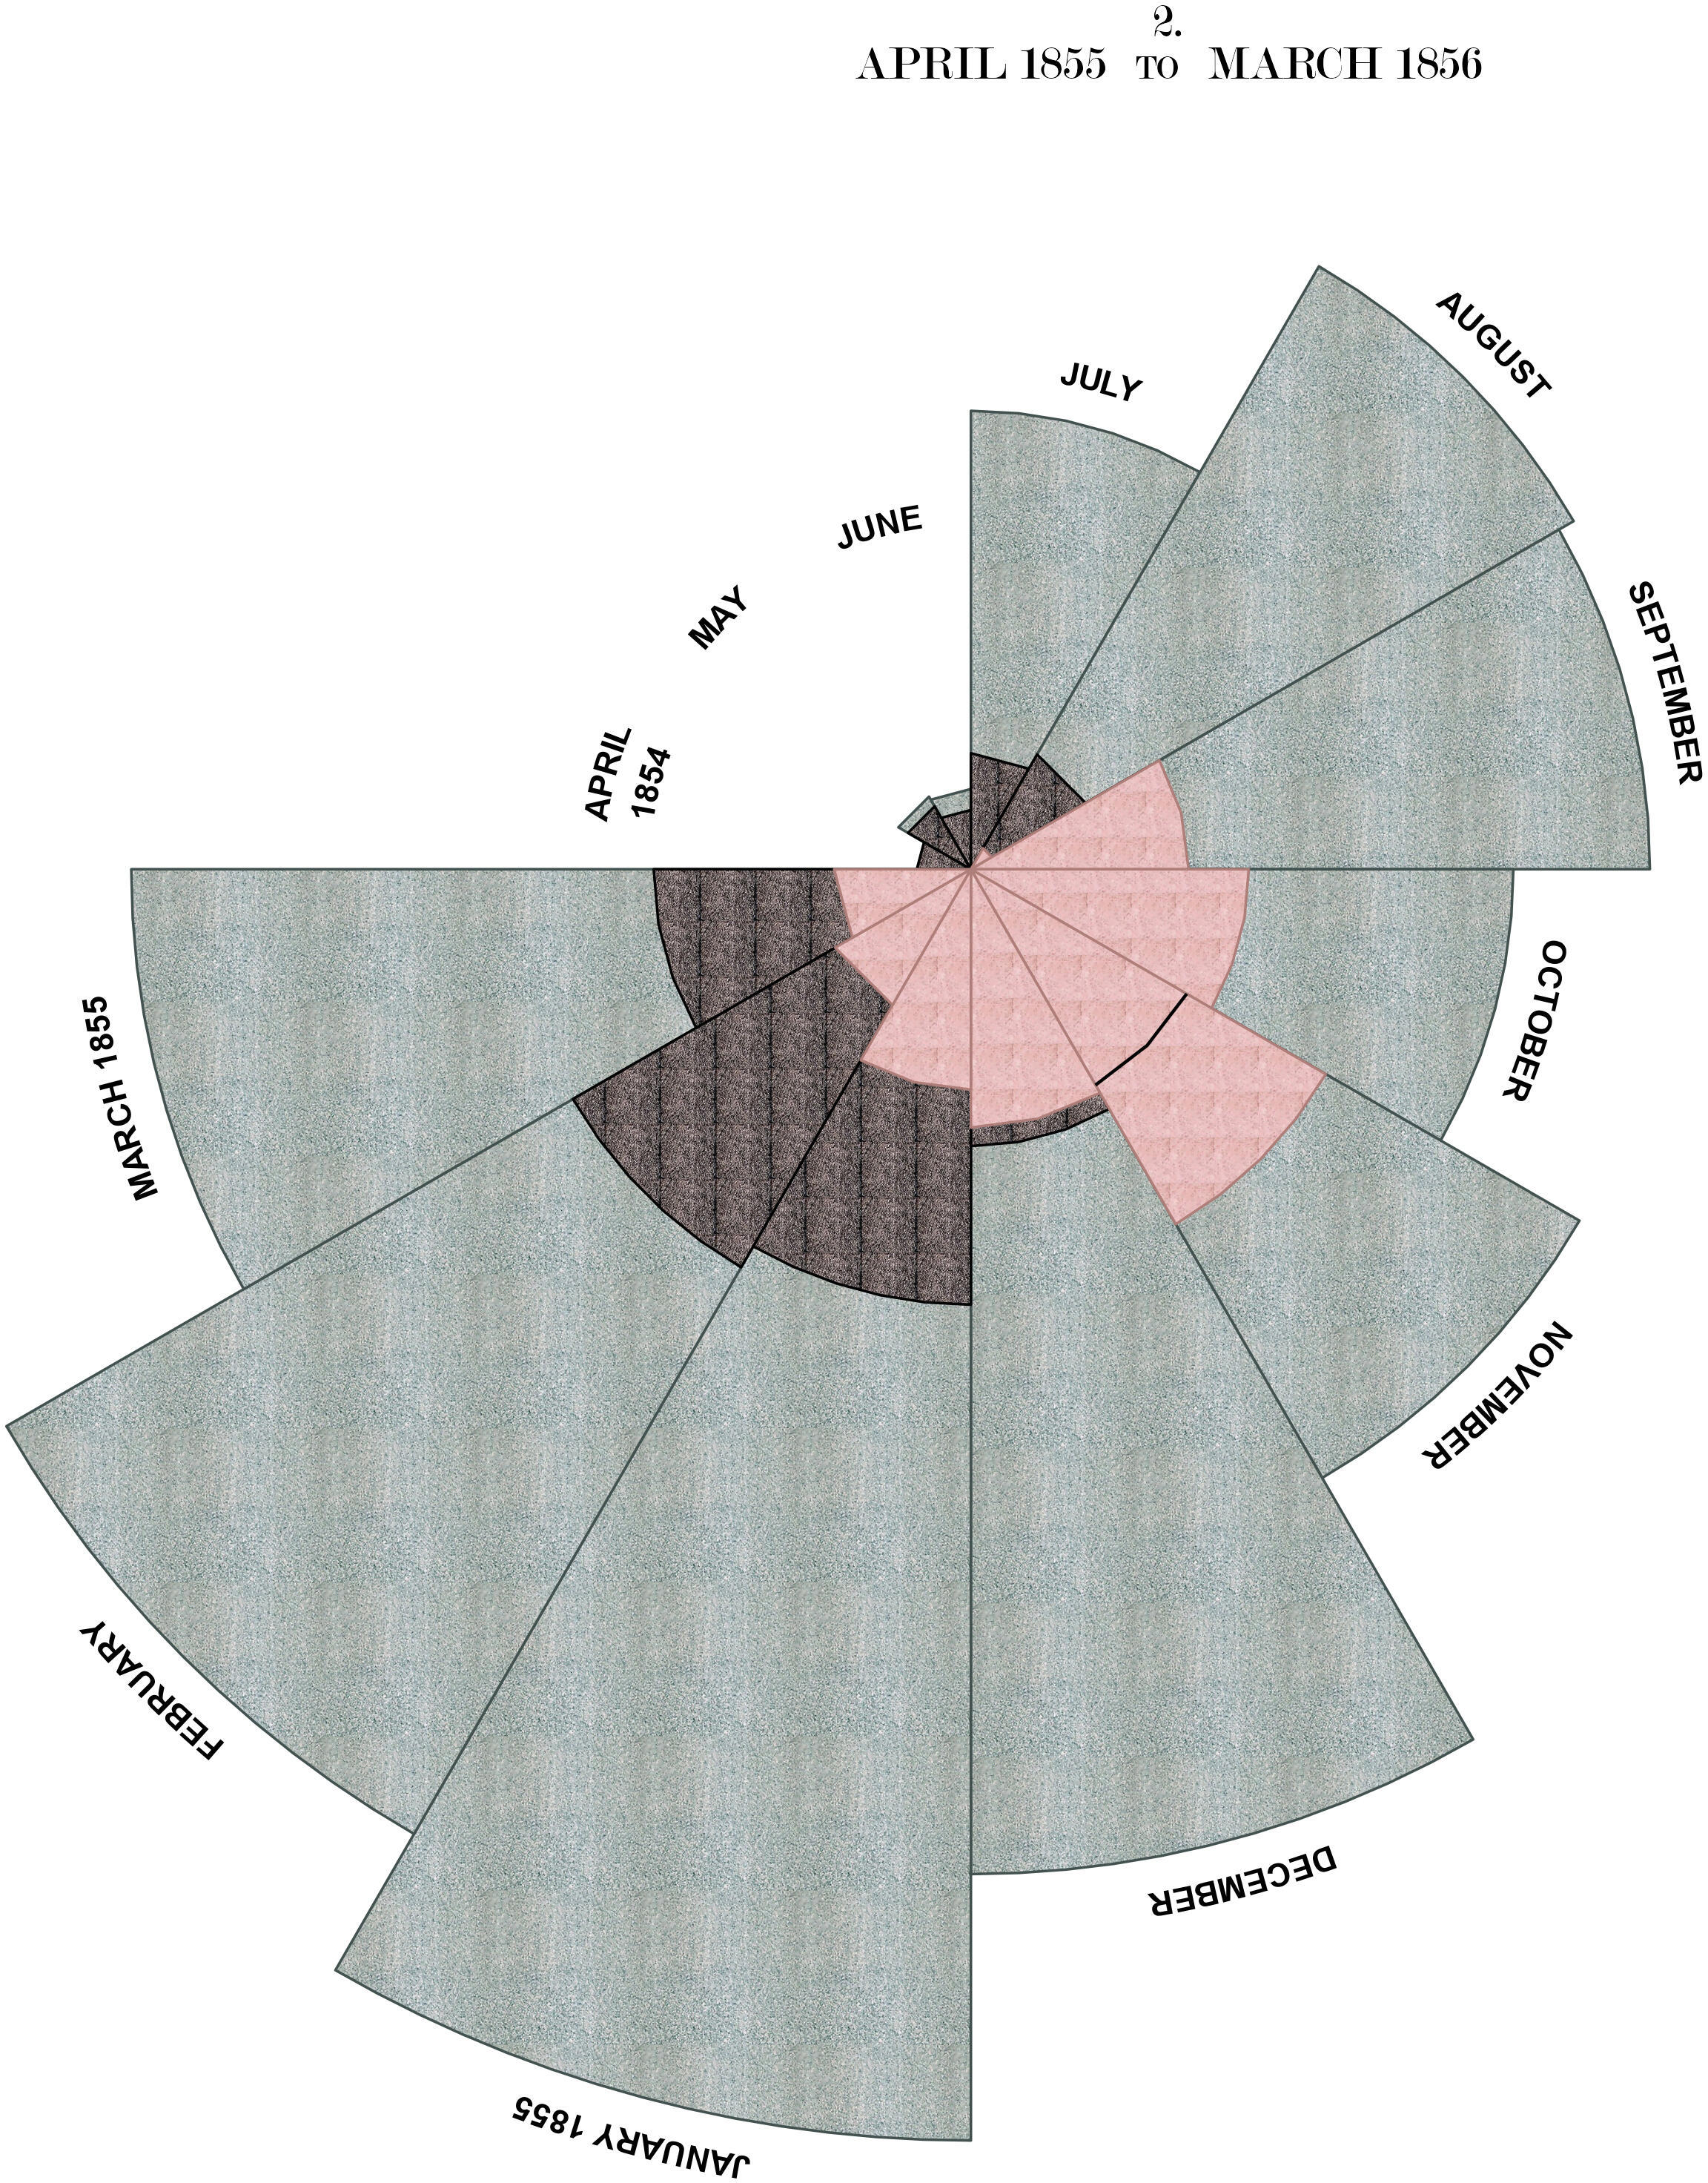 2.
APRIL 1855 TO MARCH 1856
APRIL
1854
MAY
JUNE
JULY
AUGUST
SEPTEMBER
OCTOBER
NOVEMBER
DECEMBER
JANUARY 1855
FEBRUARY
MARCH 1855